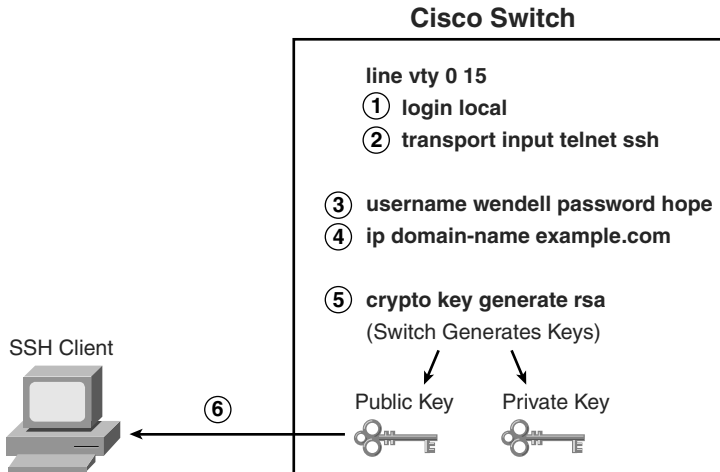 Cisco Switch
line vty 0 15
1 login local
2 transport input telnet ssh
3 username wendell password hope
4 ip domain-name example.com
5 crypto key generate rsa
(Switch Generates Keys)
SSH Client
6
Public Key
Private Key